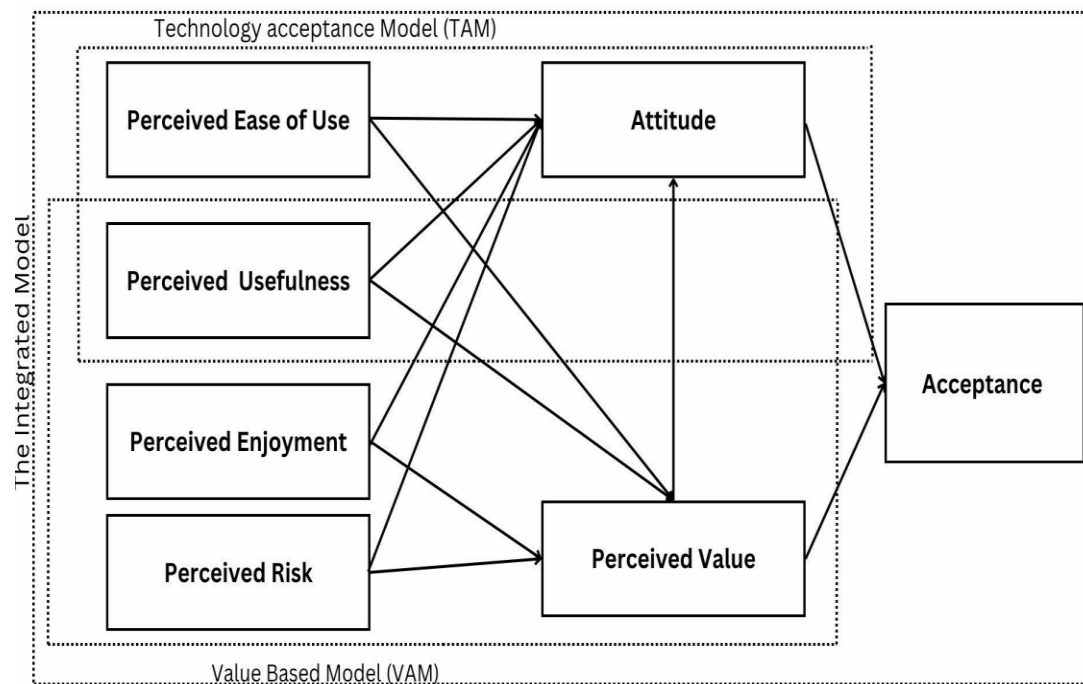 Technology acceptance Model (TAM)
Perceived Ease of Use
Attitude
The Integrated Model
Perceived  Usefulness
Acceptance
Perceived Enjoyment
Perceived Value
Perceived Risk
Value Based Model (VAM)